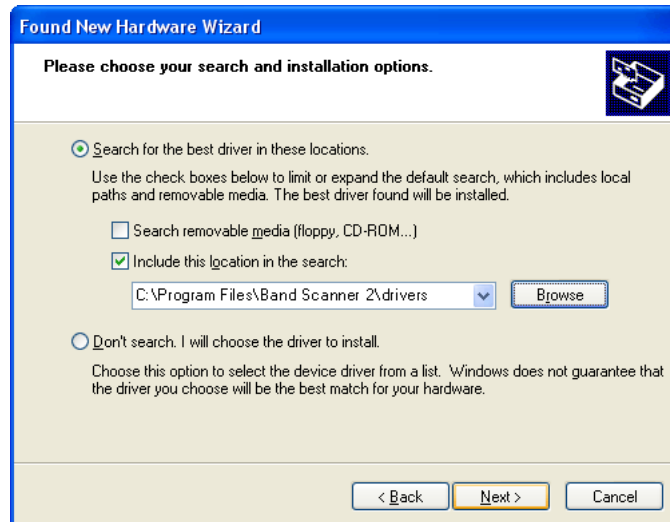 Found New Hardware Wizard
Please choose your search and installation options.
Search for the best driver in these locations.
Use the check boxes below to limit or expand the default search, which includes local
paths and removable media. The best driver found will be installed.
Search removable media (floppy, CD-ROM...)
Include this location in the search:
C:\Program Files\Band Scanner 2\drivers
Browse
Don't search. I will choose the driver to install.
Choose this option to select the device driver from a list. Windows does not guarantee that
the driver you choose will be the best match for your hardware.
< Back
Next >
Cancel